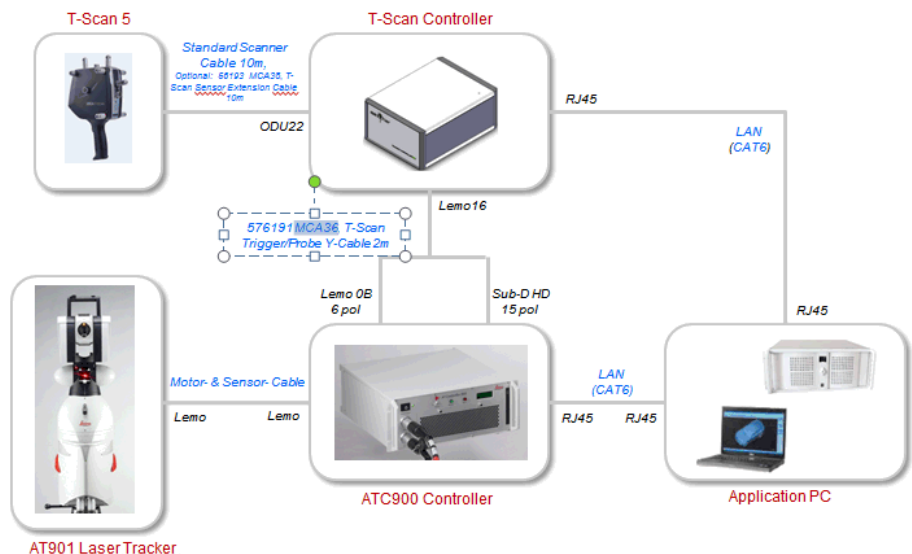 T-Scan 5
T-Scan Controller
Standard Scanner
Cable 10m,
Optional: 56193 MCA36, T-
Scan Sensor Extension Cable
10m
ODU22
RJ45
LAN
(CAT6)
Lemo16
576191 MCA36, T-Scan
Trigger/Probe Y-Cable 2m
Lemo 0B
6 pol
Sub-D HD
15 pol
RJ45
Motor- & Sensor- Cable
Lemo
Lemo
LAN
(CAT6)
RJ45
RJ45
ATC900 Controller
Application PC
AT901 Laser Tracker